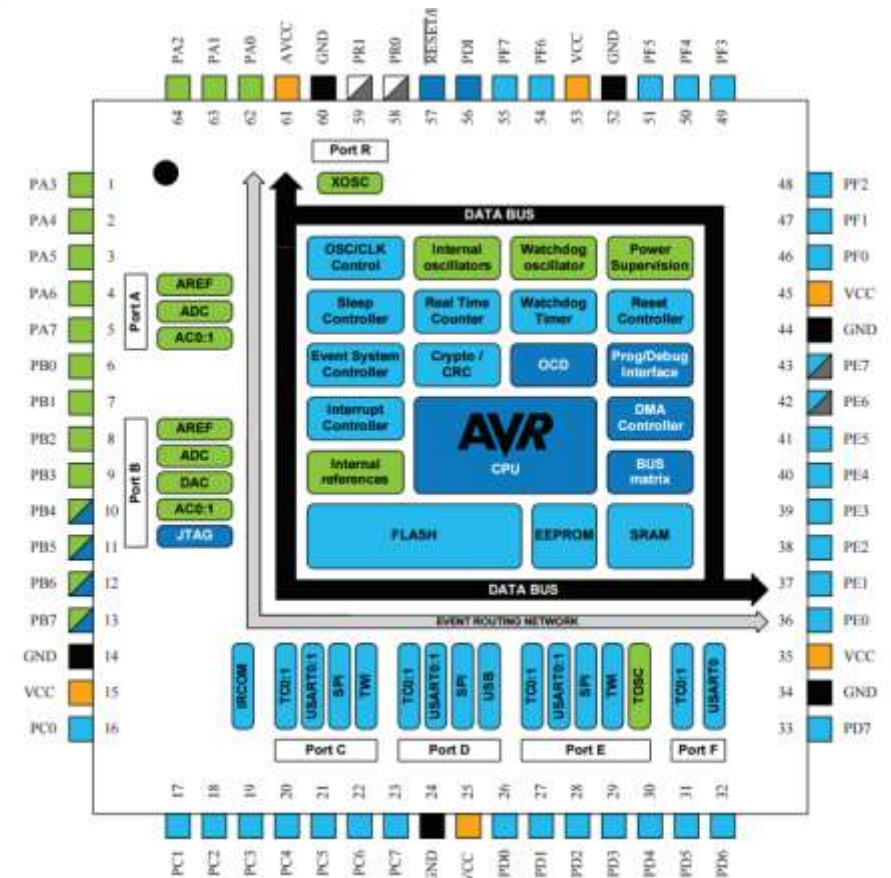 PA2
PA1
PA0
AVCC
GND
PR1
PR0
PDI
PF7
PF6
VCC
GND
PF5
PF4
PF3
64
63
62
61
60
59
58
57
56
55
54
53
52
51
50
49
Port R
XOSC
PA3 1
PA4 2
PA5 3
PA6 4
PA7 5
PB0 6
PB1 7
PB2 8
PB3 9
PB4 10
PB5 11
PB6 12
PB7 13
GND 14
VCC 15
PC0 16
Port A
AREF
ADC
AC0:1
Port B
AREF
ADC
DAC
AC0:1
JTAG
DATA BUS
OSC/CLK
Control
Internal
oscillators
Watchdog
oscillator
Power
Supervision
Sleep
Controller
Real Time
Counter
Watchdog
Timer
Reset
Controller
Event System
Controller
Crypto /
CRC
OCD
Prog/Debug
Interface
Interrupt
Controller
AVR
CPU
DMA
Controller
Internal
references
BUS
matrix
FLASH
EEPROM
SRAM
DATA BUS
EVENT ROUTING NETWORK
48 PF2
47 PF1
46 PF0
45 VCC
44 GND
43 PE7
42 PE6
41 PE5
40 PE4
39 PE3
38 PE2
37 PE1
36 PE0
35 VCC
34 GND
33 PD7
IRCOM
TC0:1
USART0:1
SPI
TWI
TC0:1
USART0:1
SPI
USB
TC0:1
USART0:1
SPI
TWI
TOSC
TC0:1
USART0
Port C
Port D
Port E
Port F
17
18
19
20
21
22
23
24
25
26
27
28
29
30
31
32
PC1
PC2
PC3
PC4
PC5
PC6
PC7
PD0
PD1
PD2
PD3
PD4
PD5
PD6